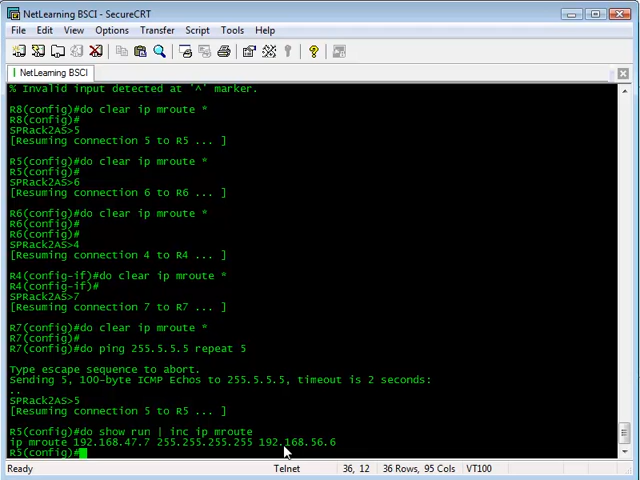 NetLearning BSCI - SecureCRT
File Edit View Options Transfer Script Tools Help
NetLearning BSCI
% Invalid input detected at '^' marker.
R8(config)#do clear ip mroute *
R8(config)#
SPRack2AS>5
[Resuming connection 5 to R5 ... ]
R5(config)#do clear ip mroute *
R5(config)#
SPRack2AS>6
[Resuming connection 6 to R6 ... ]
R6(config)#do clear ip mroute *
R6(config)#
R6(config)#
SPRack2AS>4
[Resuming connection 4 to R4 ... ]
R4(config-if)#do clear ip mroute *
R4(config-if)#
SPRack2AS>7
[Resuming connection 7 to R7 ... ]
R7(config)#do clear ip mroute *
R7(config)#
R7(config)#do ping 255.5.5.5 repeat 5
Type escape sequence to abort.
Sending 5, 100-byte ICMP Echos to 255.5.5.5, timeout is 2 seconds:
..
SPRack2AS>5
[Resuming connection 5 to R5 ... ]
R5(config)#do show run | inc ip mroute
ip mroute 192.168.47.7 255.255.255.255 192.168.56.6
R5(config)#
Ready Telnet 36, 12 36 Rows, 95 Cols VT100